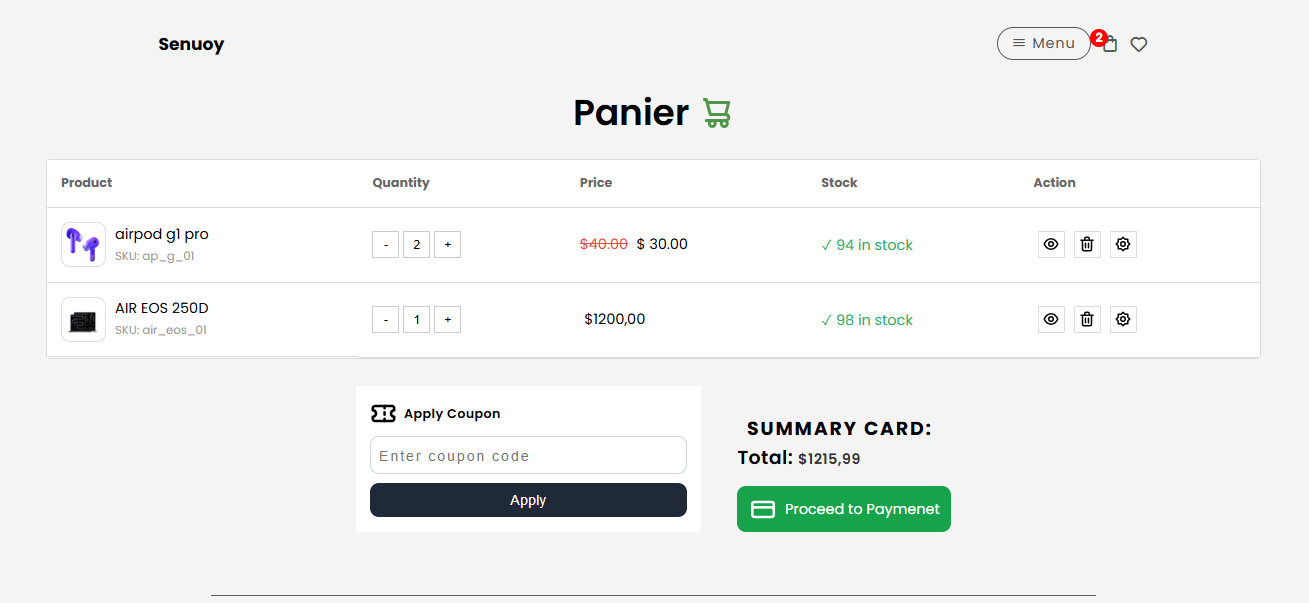 Senuoy
Menu 2
Panier
Product Quantity Price Stock Action
airpod g1 pro
SKU: ap_g_01
- 2 + $40.00 $ 30.00 ✓ 94 in stock
AIR EOS 250D
SKU: air_eos_01
- 1 + $1200,00 ✓ 98 in stock
Apply Coupon
Enter coupon code
Apply
SUMMARY CARD:
Total: $1215,99
Proceed to Paymenet